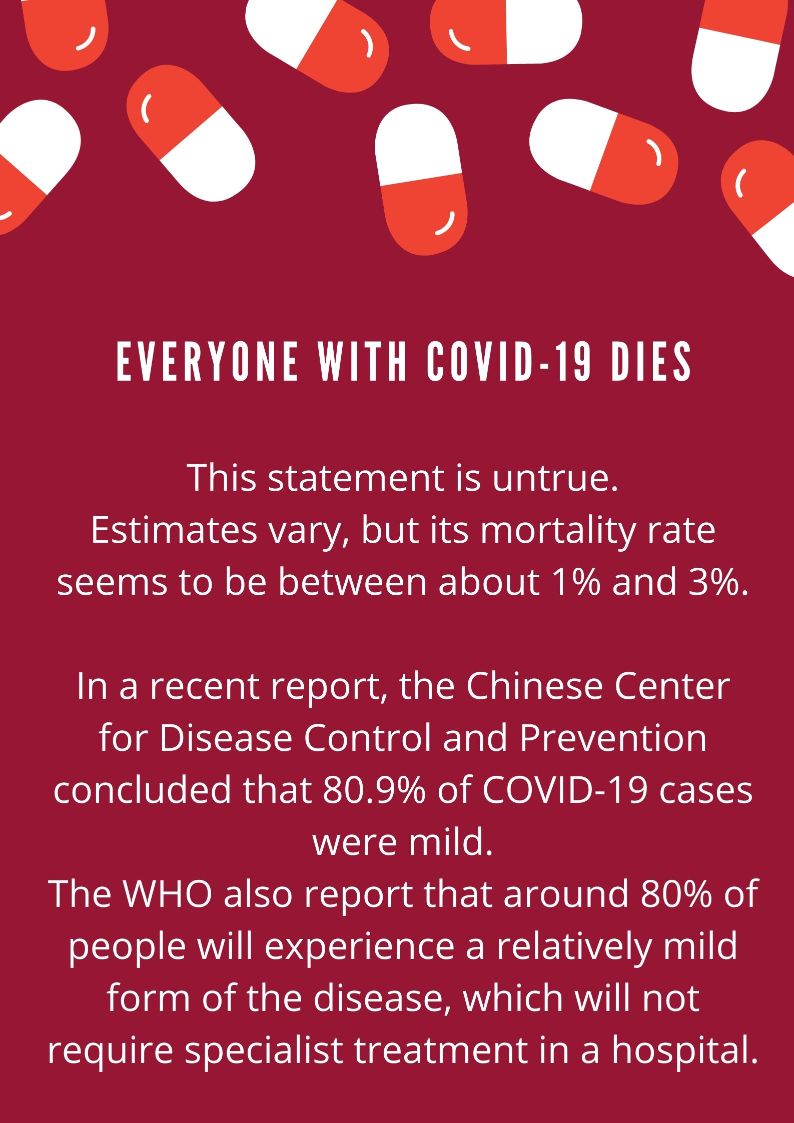 EVERYONE WITH COVID-19 DIES
This statement is untrue.
Estimates vary, but its mortality rate
seems to be between about 1% and 3%.
In a recent report, the Chinese Center
for Disease Control and Prevention
concluded that 80.9% of COVID-19 cases
were mild.
The WHO also report that around 80% of
people will experience a relatively mild
form of the disease, which will not
require specialist treatment in a hospital.